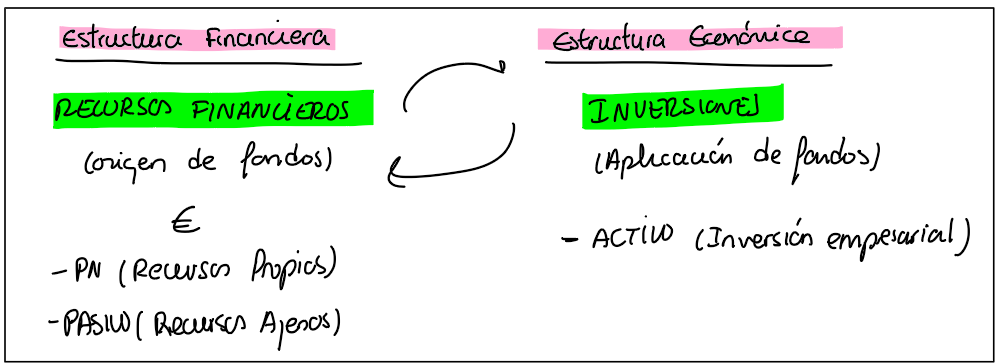 Estructura Financiera
RECURSOS FINANCIEROS
(origen de fondos)
€
- PN (Recursos Propios)
- PASIVO (Recursos Ajenos)
Estructura Económica
INVERSIONES
(Aplicación de fondos)
- ACTIVO (Inversión empresarial)